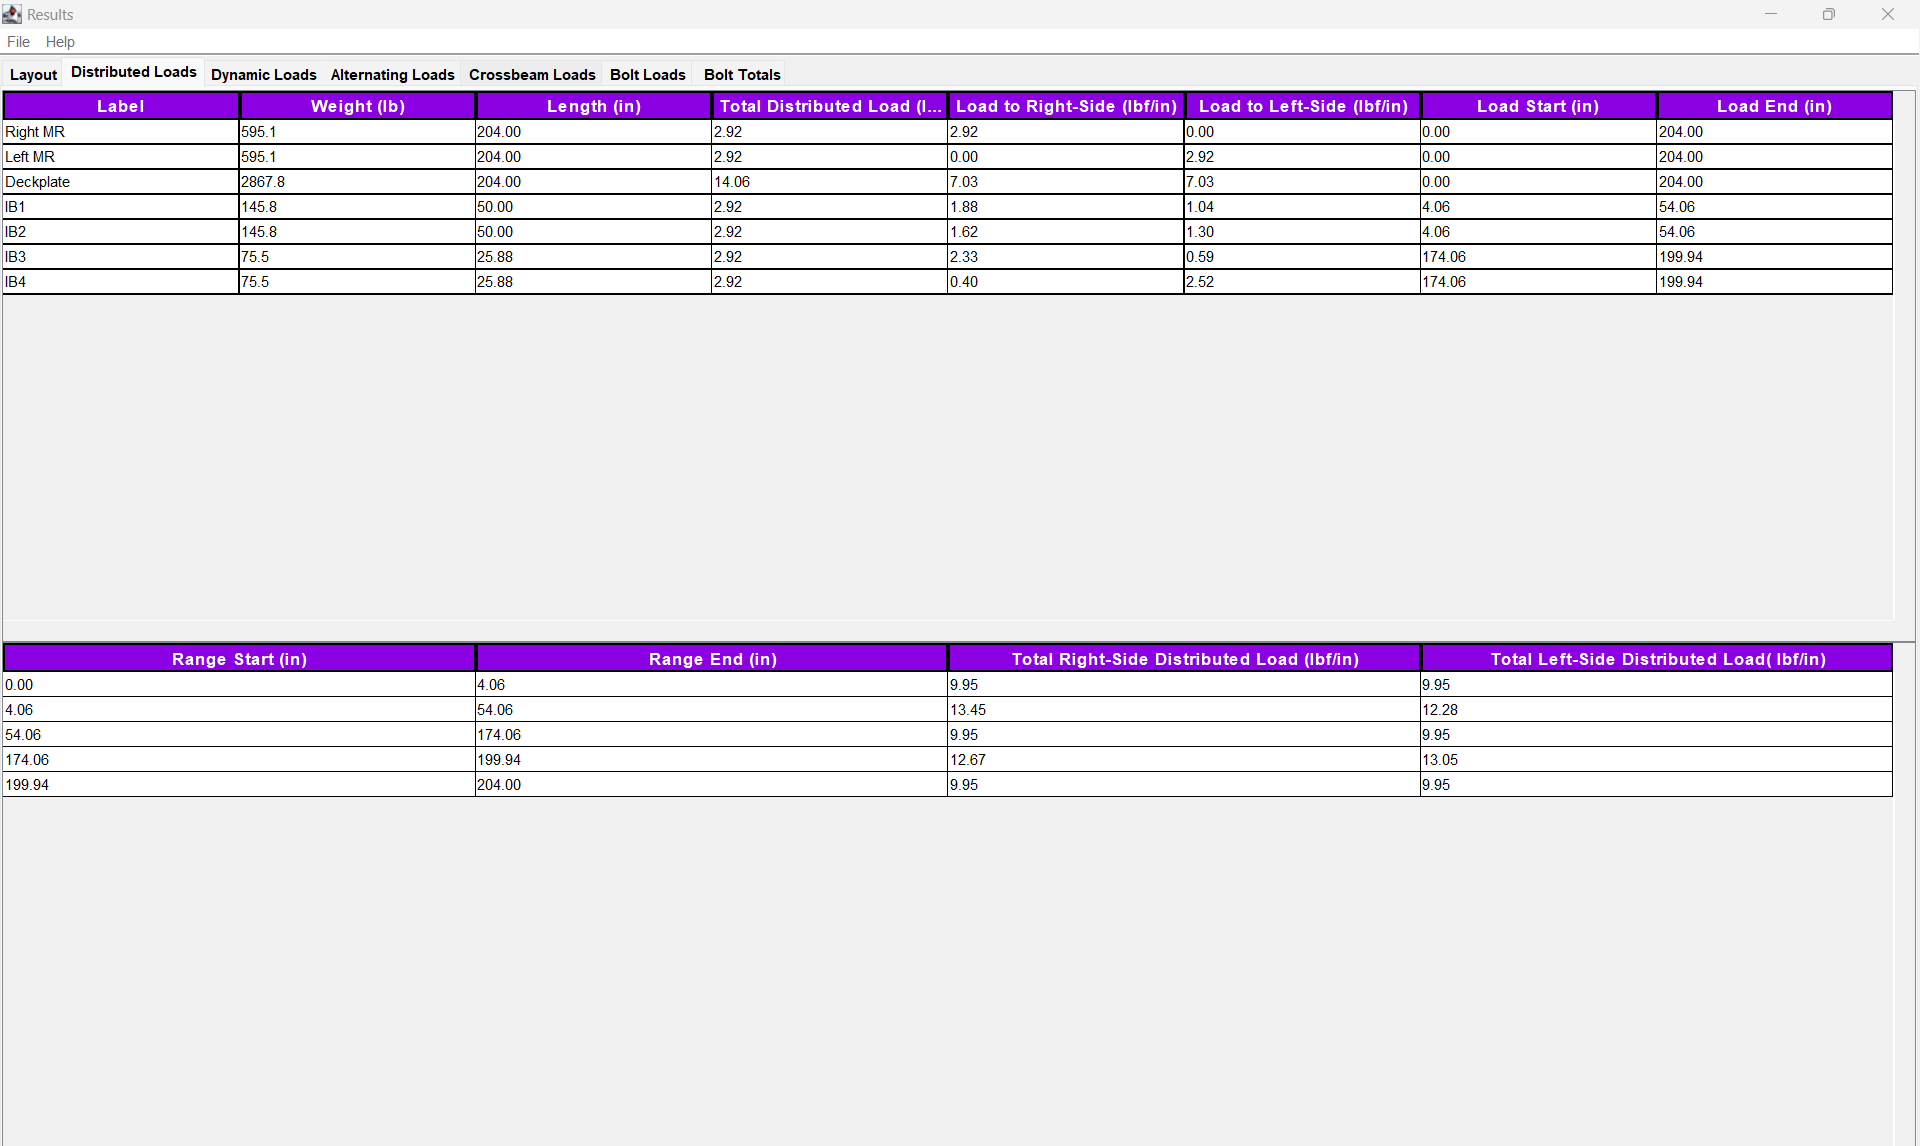 Results
File Help
Layout Distributed Loads Dynamic Loads Alternating Loads Crossbeam Loads Bolt Loads Bolt Totals
Label Weight (lb) Length (in) Total Distributed Load (l... Load to Right-Side (lbf/in) Load to Left-Side (lbf/in) Load Start (in) Load End (in)
Right MR 595.1 204.00 2.92 2.92 0.00 0.00 204.00
Left MR 595.1 204.00 2.92 0.00 2.92 0.00 204.00
Deckplate 2867.8 204.00 14.06 7.03 7.03 0.00 204.00
IB1 145.8 50.00 2.92 1.88 1.04 4.06 54.06
IB2 145.8 50.00 2.92 1.62 1.30 4.06 54.06
IB3 75.5 25.88 2.92 2.33 0.59 174.06 199.94
IB4 75.5 25.88 2.92 0.40 2.52 174.06 199.94
Range Start (in) Range End (in) Total Right-Side Distributed Load (lbf/in) Total Left-Side Distributed Load( lbf/in)
0.00 4.06 9.95 9.95
4.06 54.06 13.45 12.28
54.06 174.06 9.95 9.95
174.06 199.94 12.67 13.05
199.94 204.00 9.95 9.95